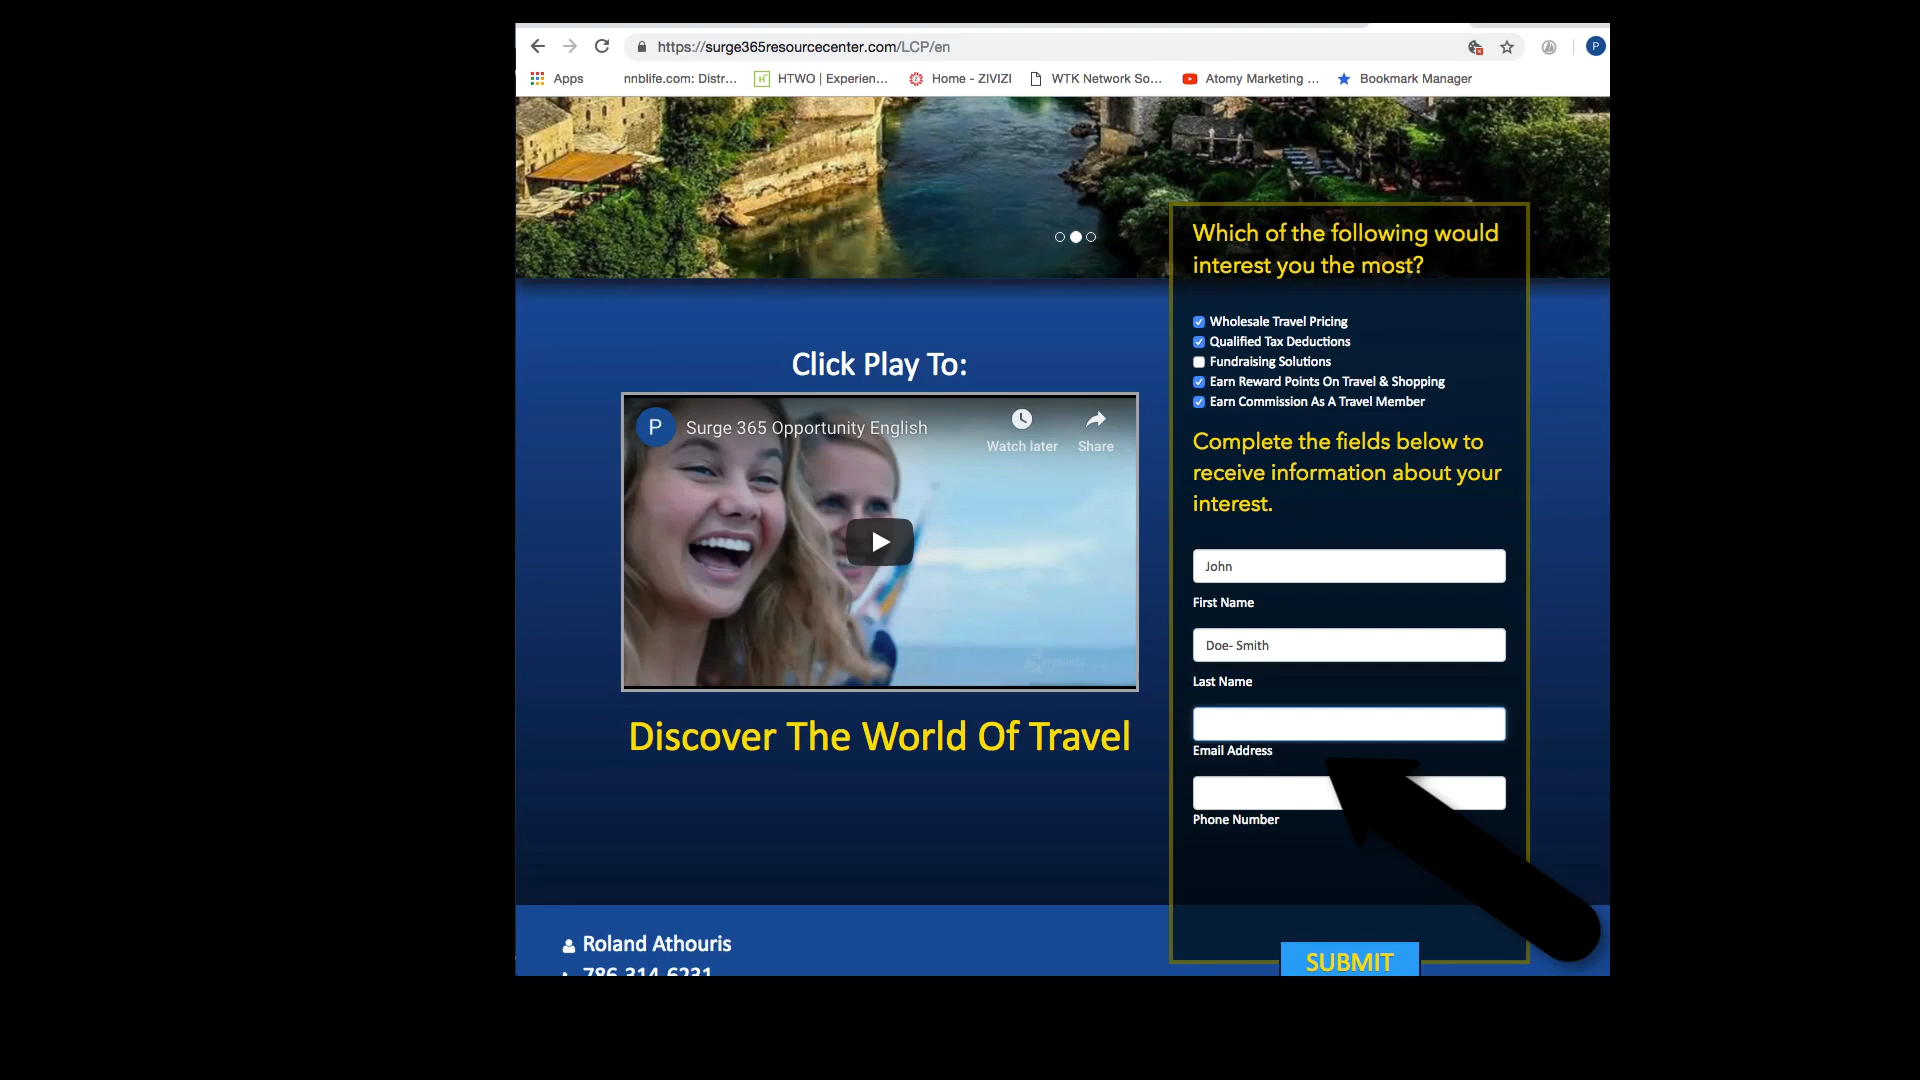 https://surge365resourcecenter.com/LCP/en
P
Apps
nnblife.com: Distr...
HTWO | Experien...
Home - ZIVIZI
WTK Network So...
Atomy Marketing ...
Bookmark Manager
Which of the following would
interest you the most?
Wholesale Travel Pricing
Qualified Tax Deductions
Fundraising Solutions
Earn Reward Points On Travel & Shopping
Earn Commission As A Travel Member
Complete the fields below to
receive information about your
interest.
John
First Name
Doe- Smith
Last Name
Email Address
Phone Number
SUBMIT
Click Play To:
P
Surge 365 Opportunity English
Watch later
Share
Discover The World Of Travel
Roland Athouris
786-314-6231